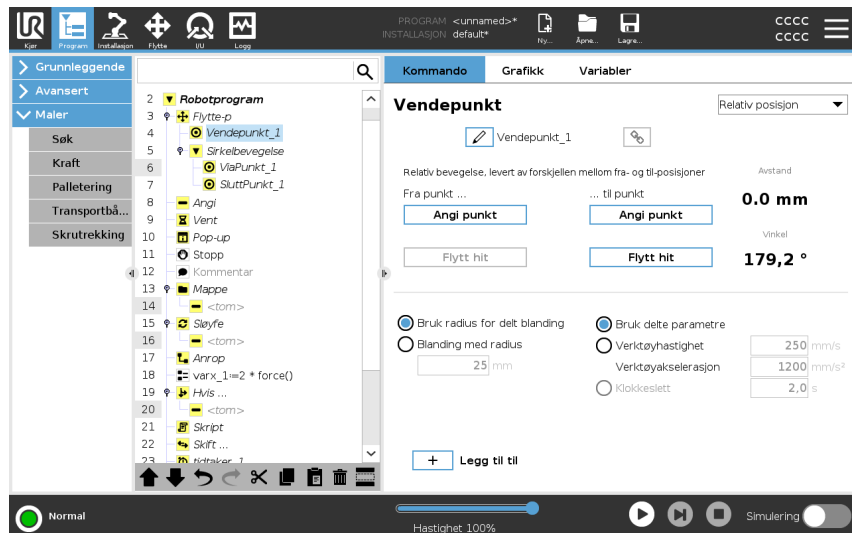 PROGRAM <unnamed>*
INSTALLASJON default*
CCCC
CCCC
Kjør
Program
Installasjon
Flytte
I/U
Logg
Ny...
Åpne...
Lagre...
Grunnleggende
Avansert
Maler
Søk
Kraft
Palletering
Transportbå...
Skrutrekking
2 Robotprogram
3 Flytte-p
4 Vendepunkt_1
5 Sirkelbevegelse
6 ViaPunkt_1
7 SluttPunkt_1
8 Angi
9 Vent
10 Pop-up
11 Stopp
12 Kommentar
13 Mappe
14 <tom>
15 Sløyfe
16 <tom>
17 Anrop
18 varx_1:=2 * force()
19 Hvis ...
20 <tom>
21 Skript
22 Skift ...
23 tidtaker_1
Kommando
Grafikk
Variabler
Vendepunkt
Relativ posisjon
Vendepunkt_1
Relativ bevegelse, levert av forskjellen mellom fra- og til-posisjoner
Avstand
Fra punkt ...
... til punkt
0.0 mm
Angi punkt
Angi punkt
Vinkel
Flytt hit
Flytt hit
179,2 °
Bruk radius for delt blanding
Bruk delte parametre
Blanding med radius
Verktøyhastighet
250 mm/s
25 mm
Verktøyakselerasjon
1200 mm/s²
Klokkeslett
2,0 s
+ Legg til til
Normal
Hastighet 100%
Simulering